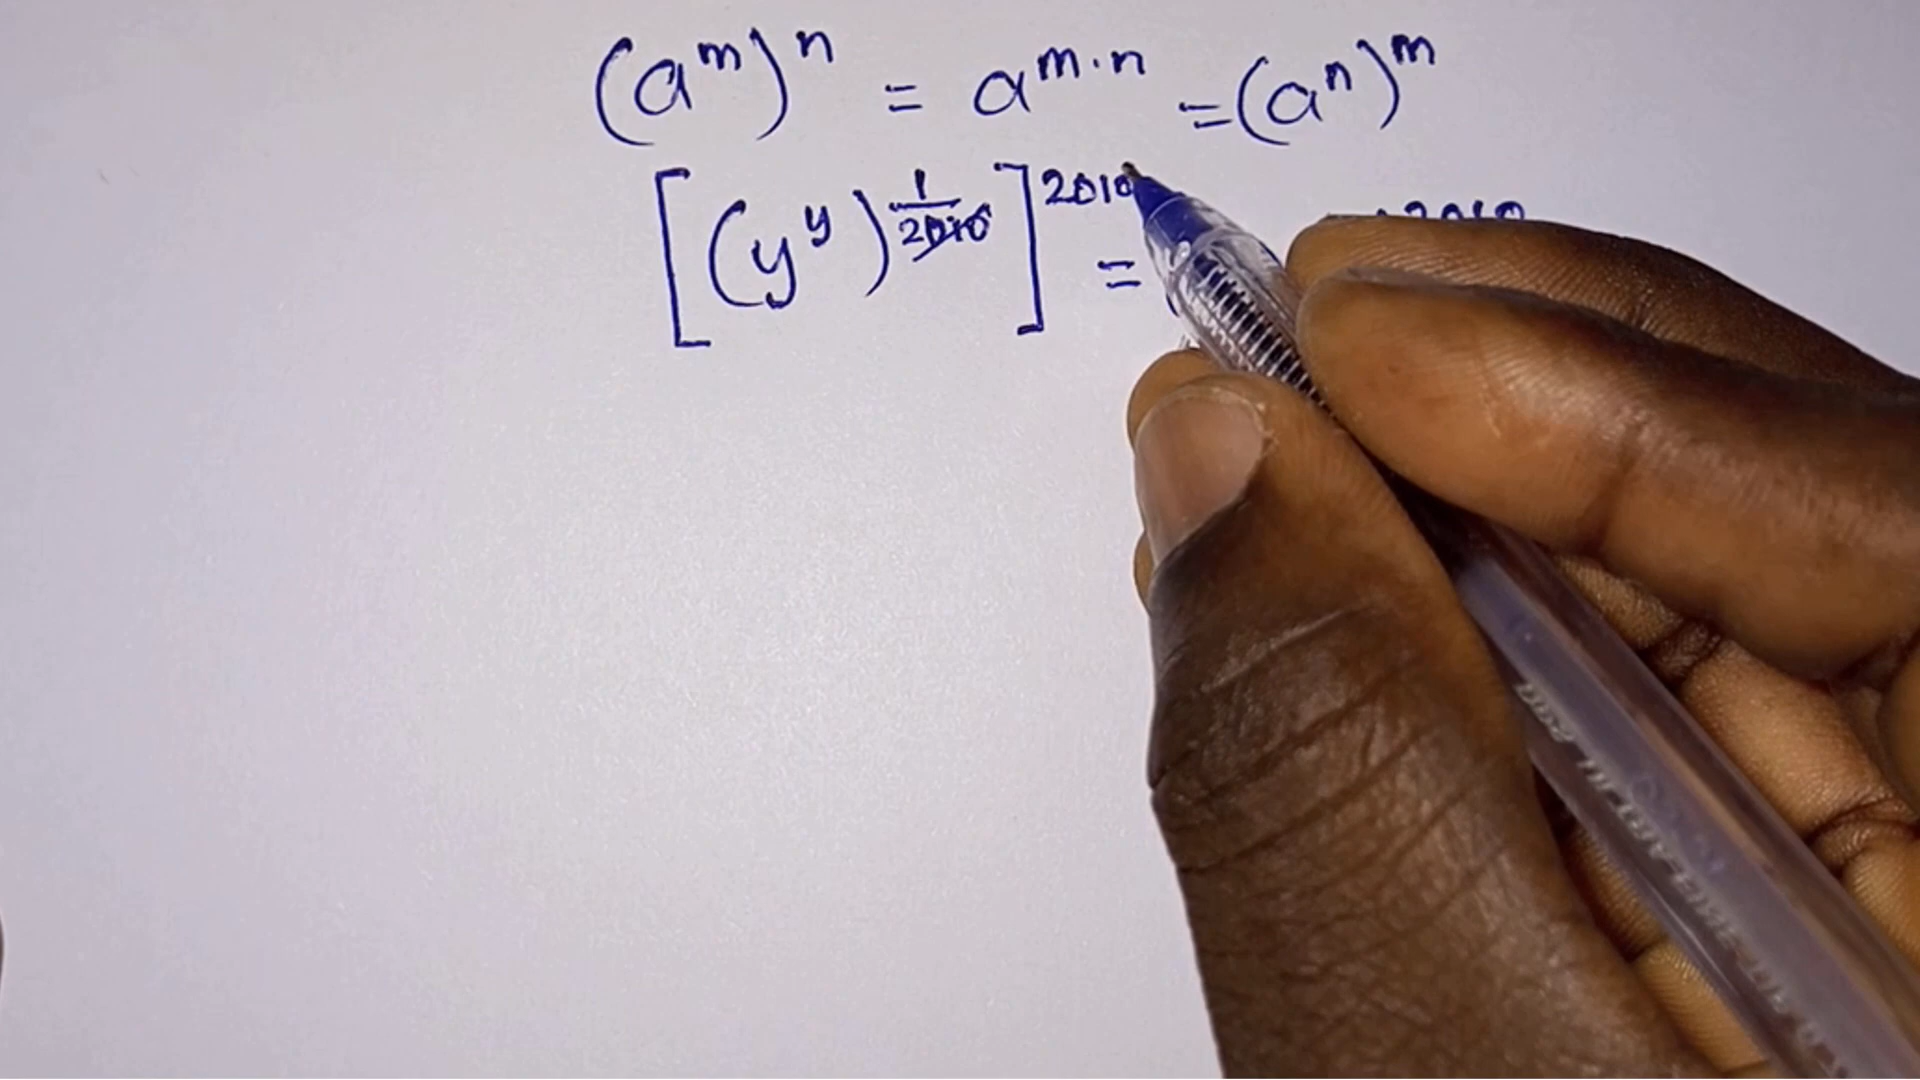 (a^m)^n = a^{m·n} = (a^n)^m
[(y^y)^{1/2010}]^{2010} =